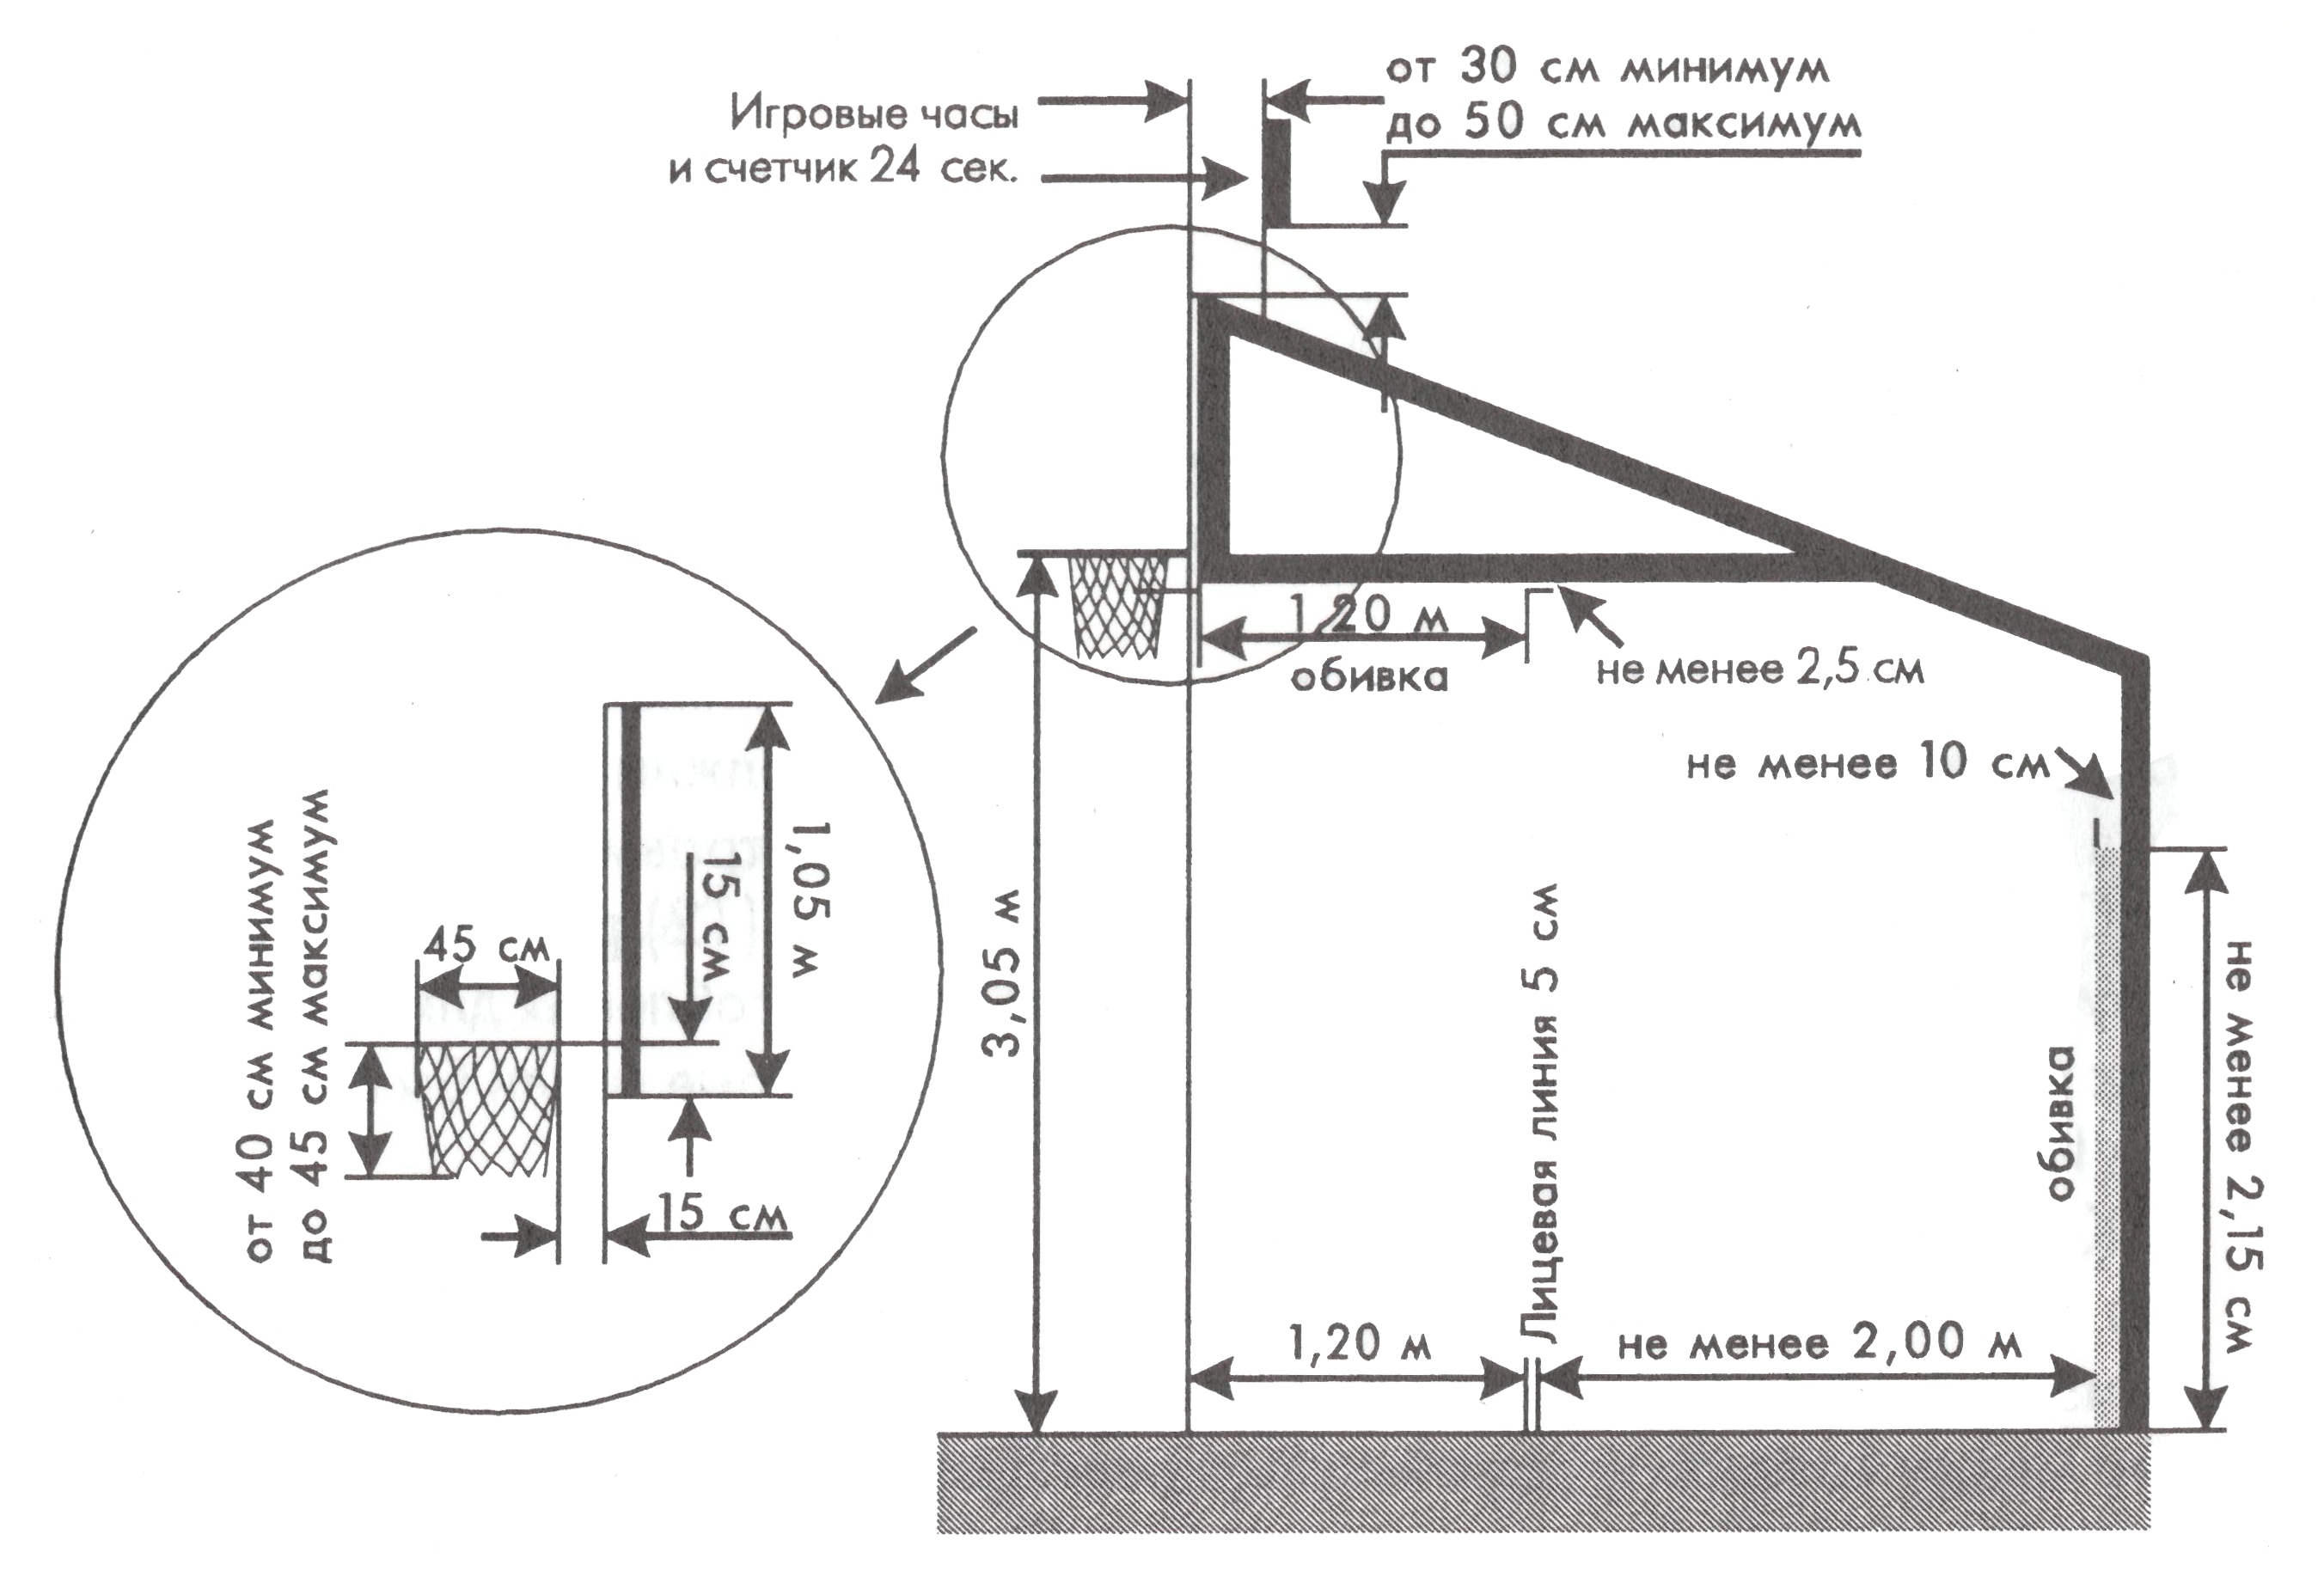 от 30 см минимум
до 50 см максимум
Игровые часы
и счетчик 24 сек.
1,20 м
обивка
не менее 2,5 см
не менее 10 см
1,05 м
15 см
45 см
от 40 см минимум
до 45 см максимум
15 см
3,05 м
Лицевая линия 5 см
обивка
не менее 2,15 см
1,20 м
не менее 2,00 м